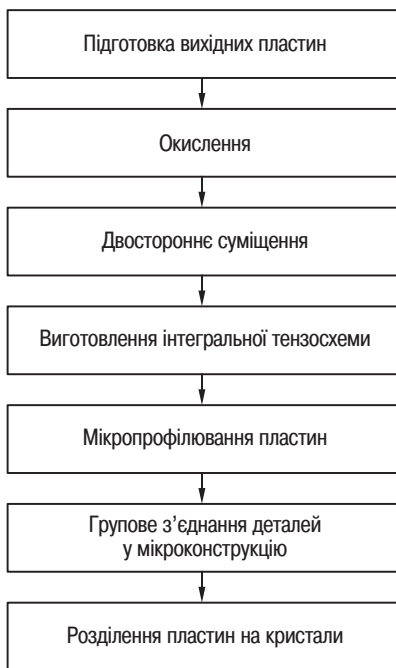 Підготовка вихідних пластин
Окислення
Двостороннє суміщення
Виготовлення інтегральної тензосхеми
Мікропрофілювання пластин
Групове з’єднання деталей
у мікроконструкцію
Розділення пластин на кристали